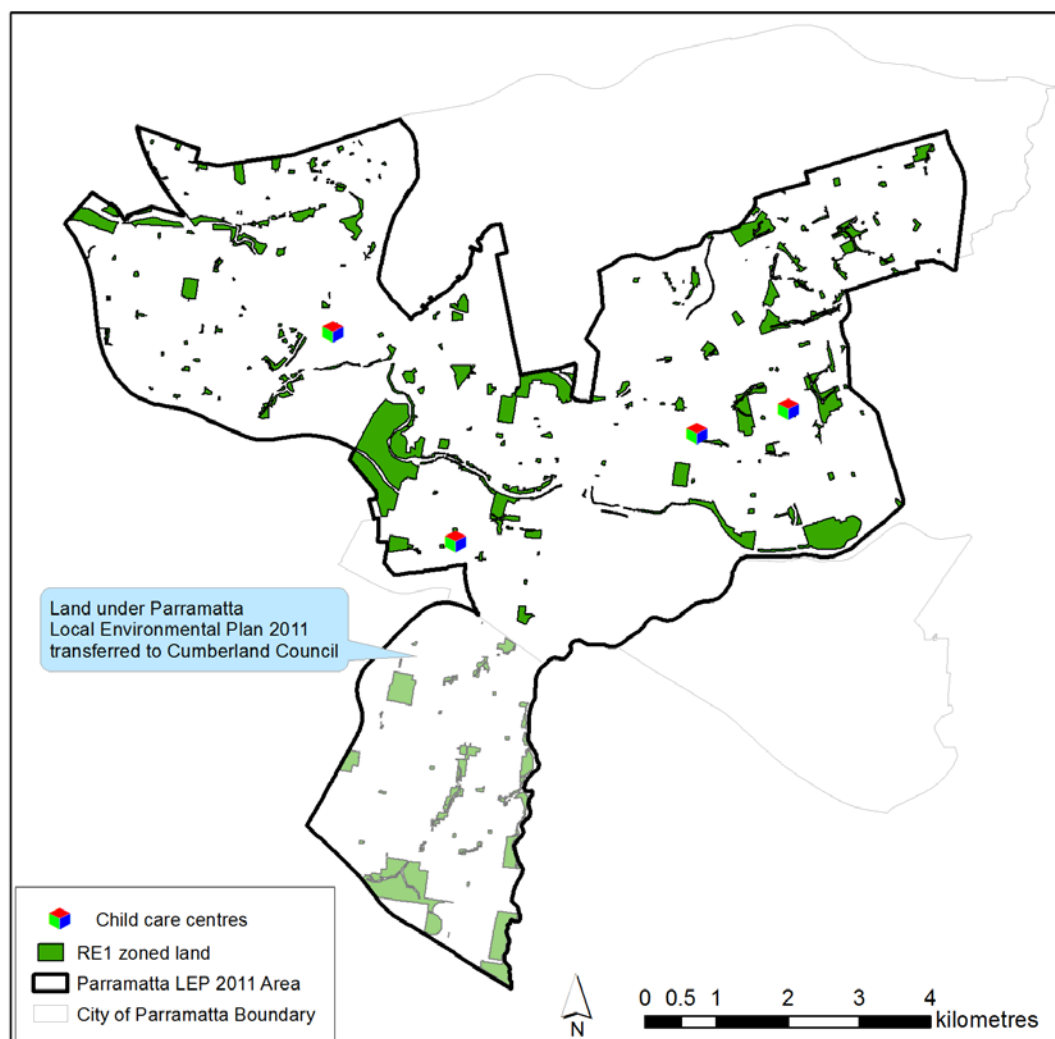 Land under Parramatta
Local Environmental Plan 2011
transferred to Cumberland Council
Child care centres
RE1 zoned land
Parramatta LEP 2011 Area
City of Parramatta Boundary
N
0 0.5 1 2 3 4
kilometres